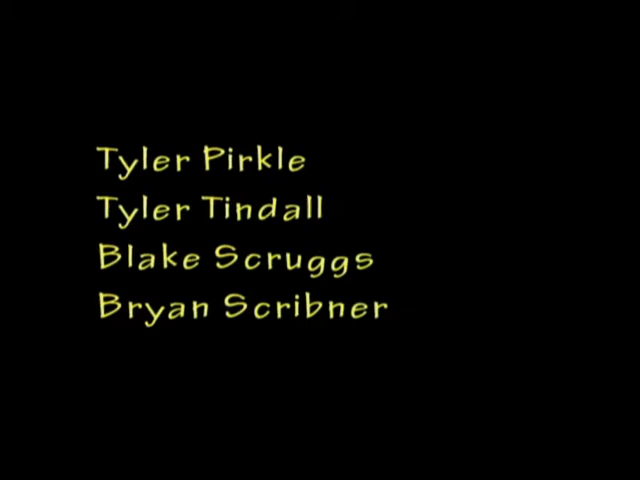 Tyler Pirkle
Tyler Tindall
Blake Scruggs
Bryan Scribner